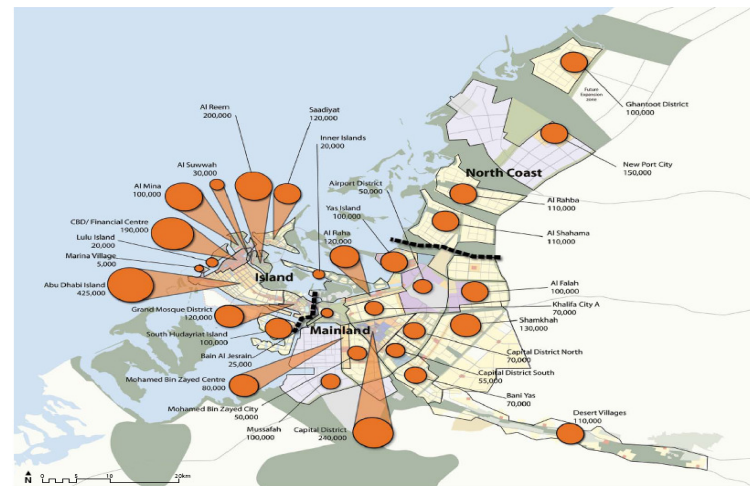 Al Reem
200,000
Saadiyat
120,000
Inner Islands
20,000
Al Suwwah
30,000
Al Mina
100,000
CBD/ Financial Centre
190,000
Lulu Island
20,000
Marina Village
5,000
Abu Dhabi Island
425,000
Grand Mosque District
120,000
South Hudayriat Island
100,000
Bain Al Jesrain
25,000
Mohamed Bin Zayed Centre
80,000
Mohamed Bin Zayed City
50,000
Mussafah
100,000
Capital District
240,000
Island
Mainland
North Coast
Airport District
50,000
Yas Island
100,000
Al Raha
120,000
Future
Expansion
zone
Ghantoot District
100,000
New Port City
150,000
Al Rahba
110,000
Al Shahama
110,000
Al Falah
100,000
Khalifa City A
70,000
Shamkhah
130,000
Capital District North
70,000
Capital District South
55,000
Bani Yas
70,000
Desert Villages
110,000
N
0 5 10 20km